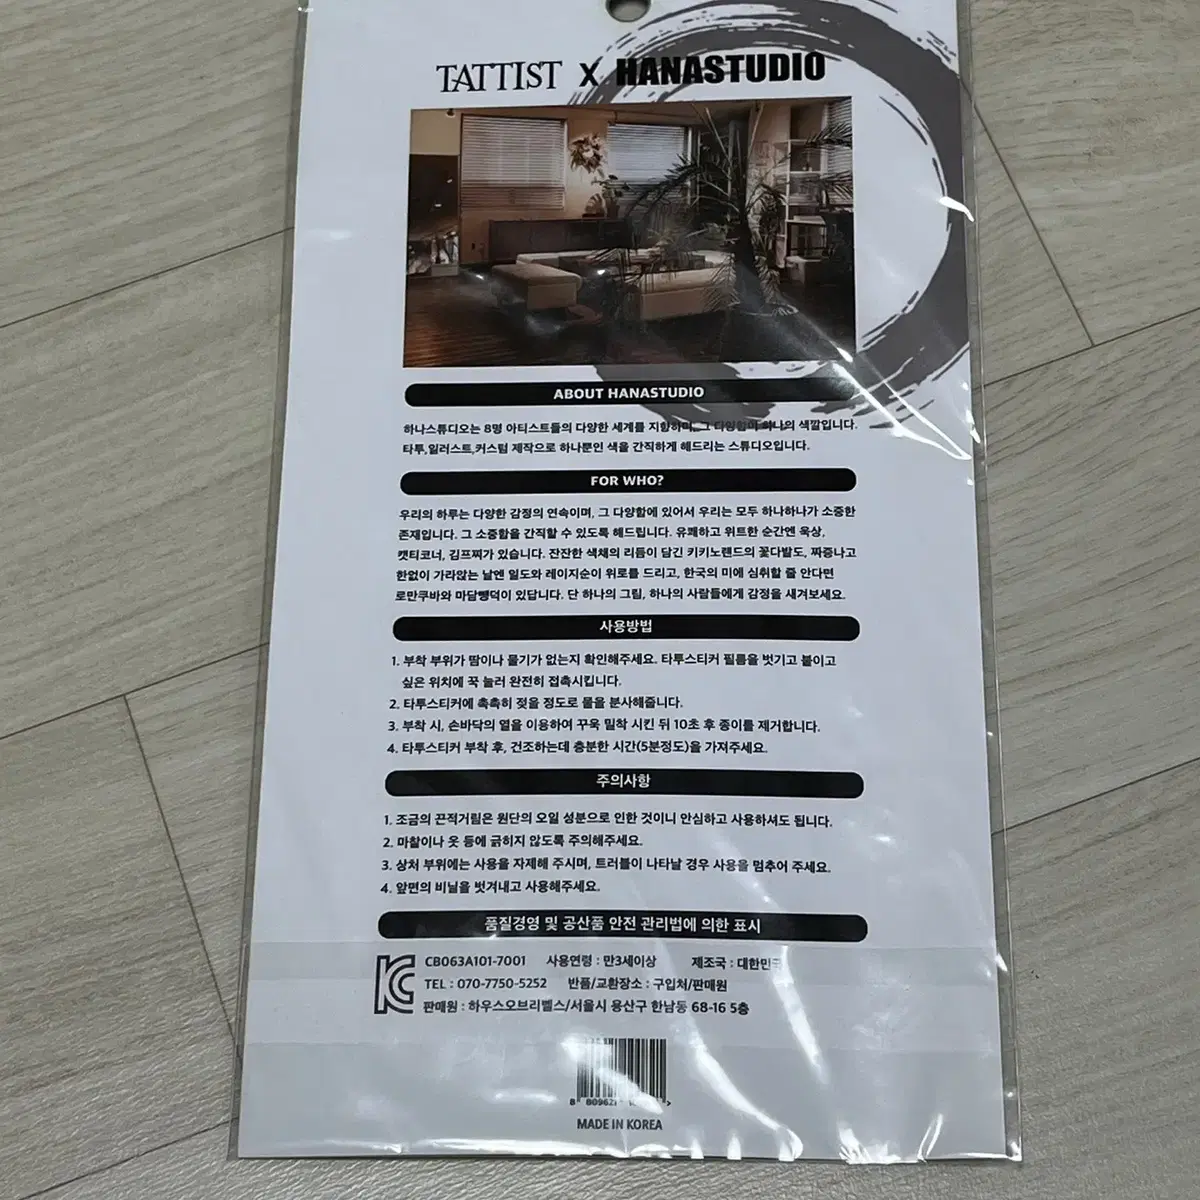 TATTIST X HANASTUDIO
ABOUT HANASTUDIO
하나스튜디오는 8명 아티스트들의 다양한 세계를 지향하며, 그 다양함이 하나의 색깔입니다.
타투,일러스트,커스텀 제작으로 하나뿐인 색을 간직하게 해드리는 스튜디오입니다.
FOR WHO?
우리의 하루는 다양한 감정의 연속이며, 그 다양함에 있어서 우리는 모두 하나하나가 소중한
존재입니다. 그 소중함을 간직할 수 있도록 해드립니다. 유쾌하고 위트한 순간엔 욱상,
캣티코너, 김프찌가 있습니다. 잔잔한 색채의 리듬이 담긴 키키노랜드의 꽃다발도, 짜증나고
한없이 가라앉는 날엔 일도와 레이지순이 위로를 드리고, 한국의 미에 심취할 줄 안다면
로만쿠바와 마담뺑덕이 있답니다. 단 하나의 그림, 하나의 사람들에게 감정을 새겨보세요.
사용방법
1. 부착 부위가 땀이나 물기가 없는지 확인해주세요. 타투스티커 필름을 벗기고 붙이고
싶은 위치에 꾹 눌러 완전히 접촉시킵니다.
2. 타투스티커에 촉촉히 젖을 정도로 물을 분사해줍니다.
3. 부착 시, 손바닥의 열을 이용하여 꾸욱 밀착 시킨 뒤 10초 후 종이를 제거합니다.
4. 타투스티커 부착 후, 건조하는데 충분한 시간(5분정도)을 가져주세요.
주의사항
1. 조금의 끈적거림은 원단의 오일 성분으로 인한 것이니 안심하고 사용하셔도 됩니다.
2. 마찰이나 옷 등에 긁히지 않도록 주의해주세요.
3. 상처 부위에는 사용을 자제해 주시며, 트러블이 나타날 경우 사용을 멈추어 주세요.
4. 앞편의 비닐을 벗겨내고 사용해주세요.
품질경영 및 공산품 안전 관리법에 의한 표시
CB063A101-7001 사용연령 : 만3세이상 제조국 : 대한민국
TEL : 070-7750-5252 반품/교환장소 : 구입처/판매원
판매원 : 하우스오브리벨스/서울시 용산구 한남동 68-16 5층
MADE IN KOREA